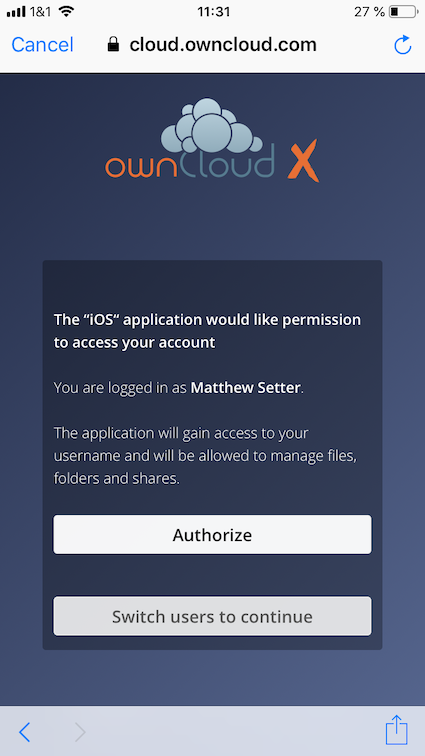 1&1 11:31 27 %
Cancel cloud.owncloud.com
ownCloud X
The “iOS“ application would like permission
to access your account
You are logged in as Matthew Setter.
The application will gain access to your
username and will be allowed to manage files,
folders and shares.
Authorize
Switch users to continue